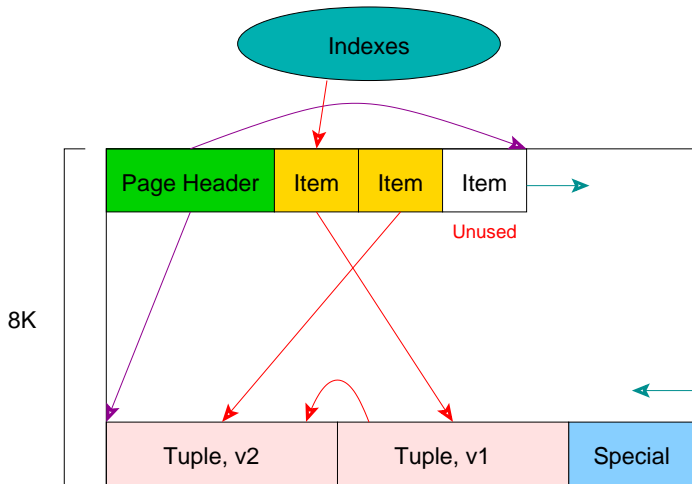 Indexes
Page Header
Item
Item
Item
Unused
8K
Tuple, v2
Tuple, v1
Special